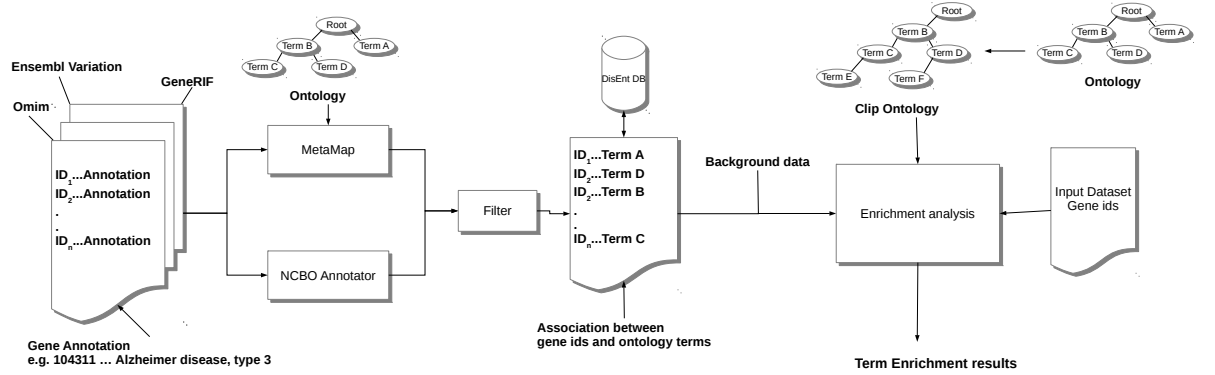 Ensembl Variation
GeneRIF
Omim
ID1...Annotation
ID2...Annotation
.
.
IDn...Annotation
Gene Annotation
e.g. 104311 ... Alzheimer disease, type 3
Root
Term B
Term A
Term C
Term D
Ontology
MetaMap
NCBO Annotator
Filter
DisEnt DB
ID1...Term A
ID2...Term D
ID2...Term B
.
.
IDn...Term C
Association between
gene ids and ontology terms
Background data
Root
Term B
Term C
Term D
Term E
Term F
Clip Ontology
Root
Term B
Term A
Term C
Term D
Ontology
Enrichment analysis
Input Dataset
Gene ids
Term Enrichment results